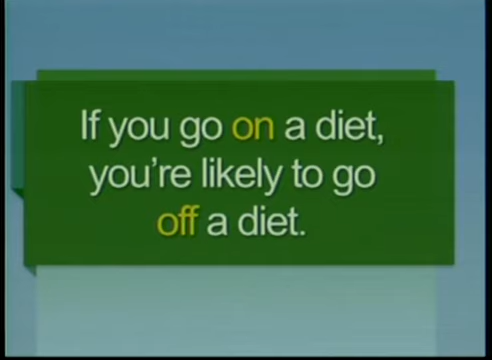 If you go on a diet,
you're likely to go
off a diet.